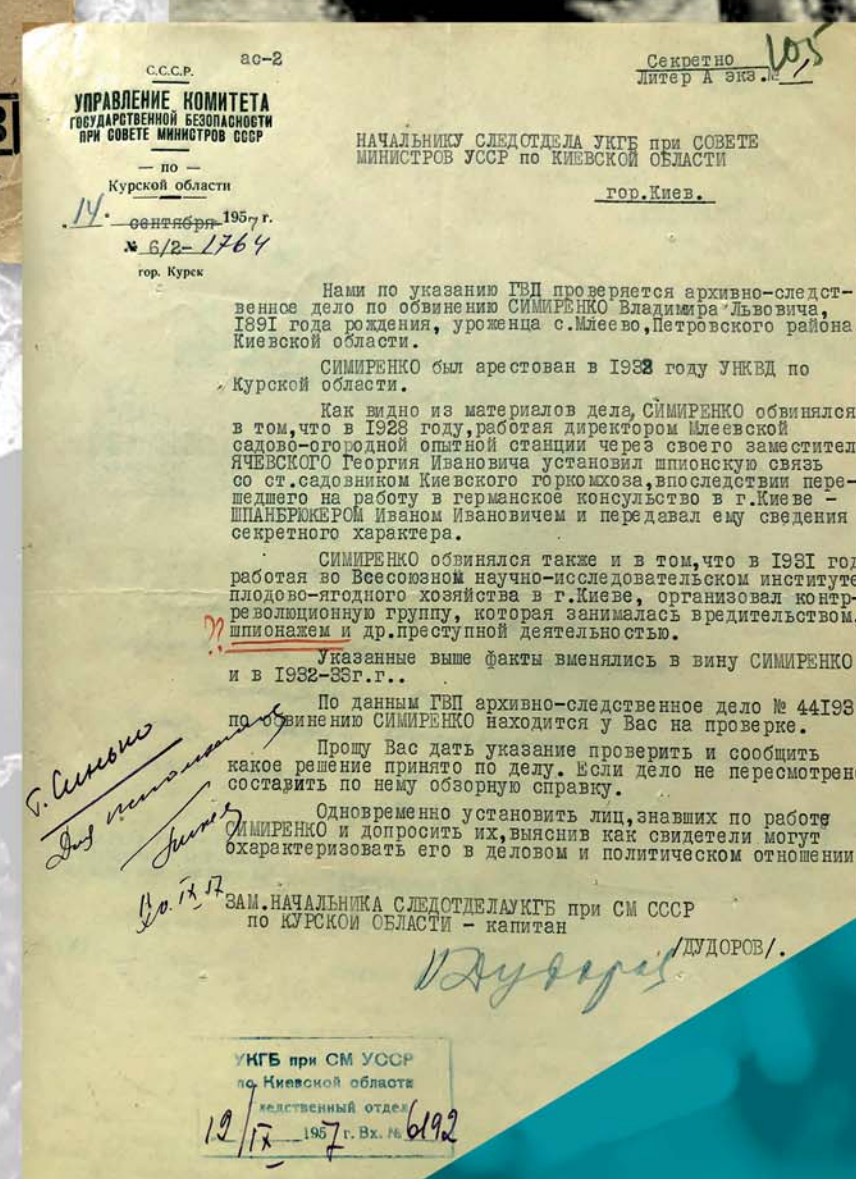 ас-2
С.С.С.Р.
УПРАВЛЕНИЕ КОМИТЕТА
ГОСУДАРСТВЕННОЙ БЕЗОПАСНОСТИ
ПРИ СОВЕТЕ МИНИСТРОВ СССР
— по —
Курской области
"14" сентября 1957 г.
№ 6/2-1764
гор. Курск
105
Секретно
Литер А экз.№ 1
НАЧАЛЬНИКУ СЛЕДОТДЕЛА УКГБ при СОВЕТЕ
МИНИСТРОВ УССР по КИЕВСКОЙ ОБЛАСТИ
гор.Киев.
Нами по указанию ГВП проверяется архивно-следст-
венное дело по обвинению СИМИРЕНКО Владимира Львовича,
I89I года рождения, уроженца с.Млеево,Петровского района
Киевской области.
СИМИРЕНКО был арестован в I938 году УНКВД по
Курской области.
Как видно из материалов дела, СИМИРЕНКО обвинялся
в том,что в I928 году,работая директором Млеевской
садово-огородной опытной станции через своего заместител
ЯЧЕВСКОГО Георгия Ивановича установил шпионскую связь
со ст.садовником Киевского горкомхоза,впоследствии пере-
шедшего на работу в германское консульство в г.Киеве –
ШПАНБРЮКЕРОМ Иваном Ивановичем и передавал ему сведения
секретного характера.
СИМИРЕНКО обвинялся также и в том,что в I93I год
работая во Всесоюзном научно-исследовательском институте
плодово-ягодного хозяйства в г.Киеве, организовал контр-
революционную группу, которая занималась вредительством,
?? шпионажем и др.преступной деятельностью.
Указанные выше факты вменялись в вину СИМИРЕНКО
и в I932-33г.г..
По данным ГВП архивно-следственное дело № 44I93
по обвинению СИМИРЕНКО находится у Вас на проверке.
Прошу Вас дать указание проверить и сообщить
какое решение принято по делу. Если дело не пересмотрено
составить по нему обзорную справку.
Одновременно установить лиц,знавших по работе
СИМИРЕНКО и допросить их,выяснив как свидетели могут
охарактеризовать его в деловом и политическом отношении
Для
IX 57
ЗАМ.НАЧАЛЬНИКА СЛЕДОТДЕЛАУКГБ при СМ СССР
по КУРСКОЙ ОБЛАСТИ – капитан
/ДУДОРОВ/.
Дудоров
УКГБ при СМ УССР
по Киевской области
ледственный отдел
12/IX 1957 г. Вх. № 6192